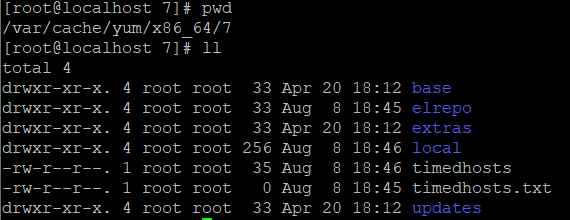 [root@localhost 7]# pwd
/var/cache/yum/x86_64/7
[root@localhost 7]# ll
total 4
drwxr-xr-x. 4 root root  33 Apr 20 18:12 base
drwxr-xr-x. 4 root root  33 Aug  8 18:45 elrepo
drwxr-xr-x. 4 root root  33 Apr 20 18:12 extras
drwxr-xr-x. 4 root root 256 Aug  8 18:46 local
-rw-r--r--. 1 root root  35 Aug  8 18:46 timedhosts
-rw-r--r--. 1 root root   0 Aug  8 18:45 timedhosts.txt
drwxr-xr-x. 4 root root  33 Apr 20 18:12 updates